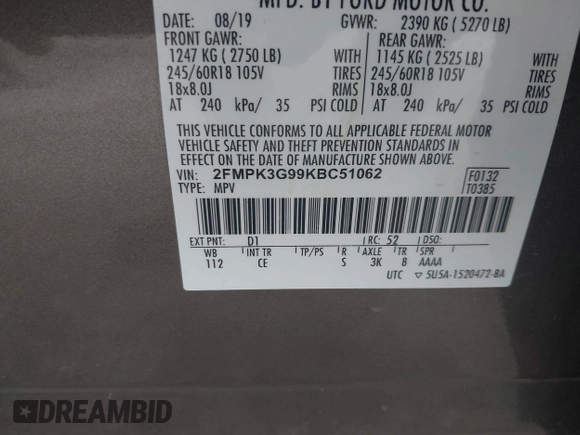 MFD. BY FORD MOTOR CO.
DATE: 08/19 GVWR: 2390 KG ( 5270 LB)
FRONT GAWR: REAR GAWR:
1247 KG ( 2750 LB) WITH 1145 KG ( 2525 LB) WITH
245/60R18 105V TIRES 245/60R18 105V TIRES
18x8.0J RIMS 18x8.0J RIMS
AT 240 kPa/ 35 PSI COLD AT 240 kPa/ 35 PSI COLD
THIS VEHICLE CONFORMS TO ALL APPLICABLE FEDERAL MOTOR
VEHICLE SAFETY AND THEFT PREVENTION STANDARDS IN
EFFECT ON THE DATE OF MANUFACTURE SHOWN ABOVE.
VIN: 2FMPK3G99KBC51062 F0132
TYPE: MPV T0385
EXT PNT: D1 RC: 52 DSO:
WB INT TR TP/PS R AXLE TR SPR
112 CE S 3K 8 AAAA
UTC ▽ 5U5A-1520472-BA
DREAMBID